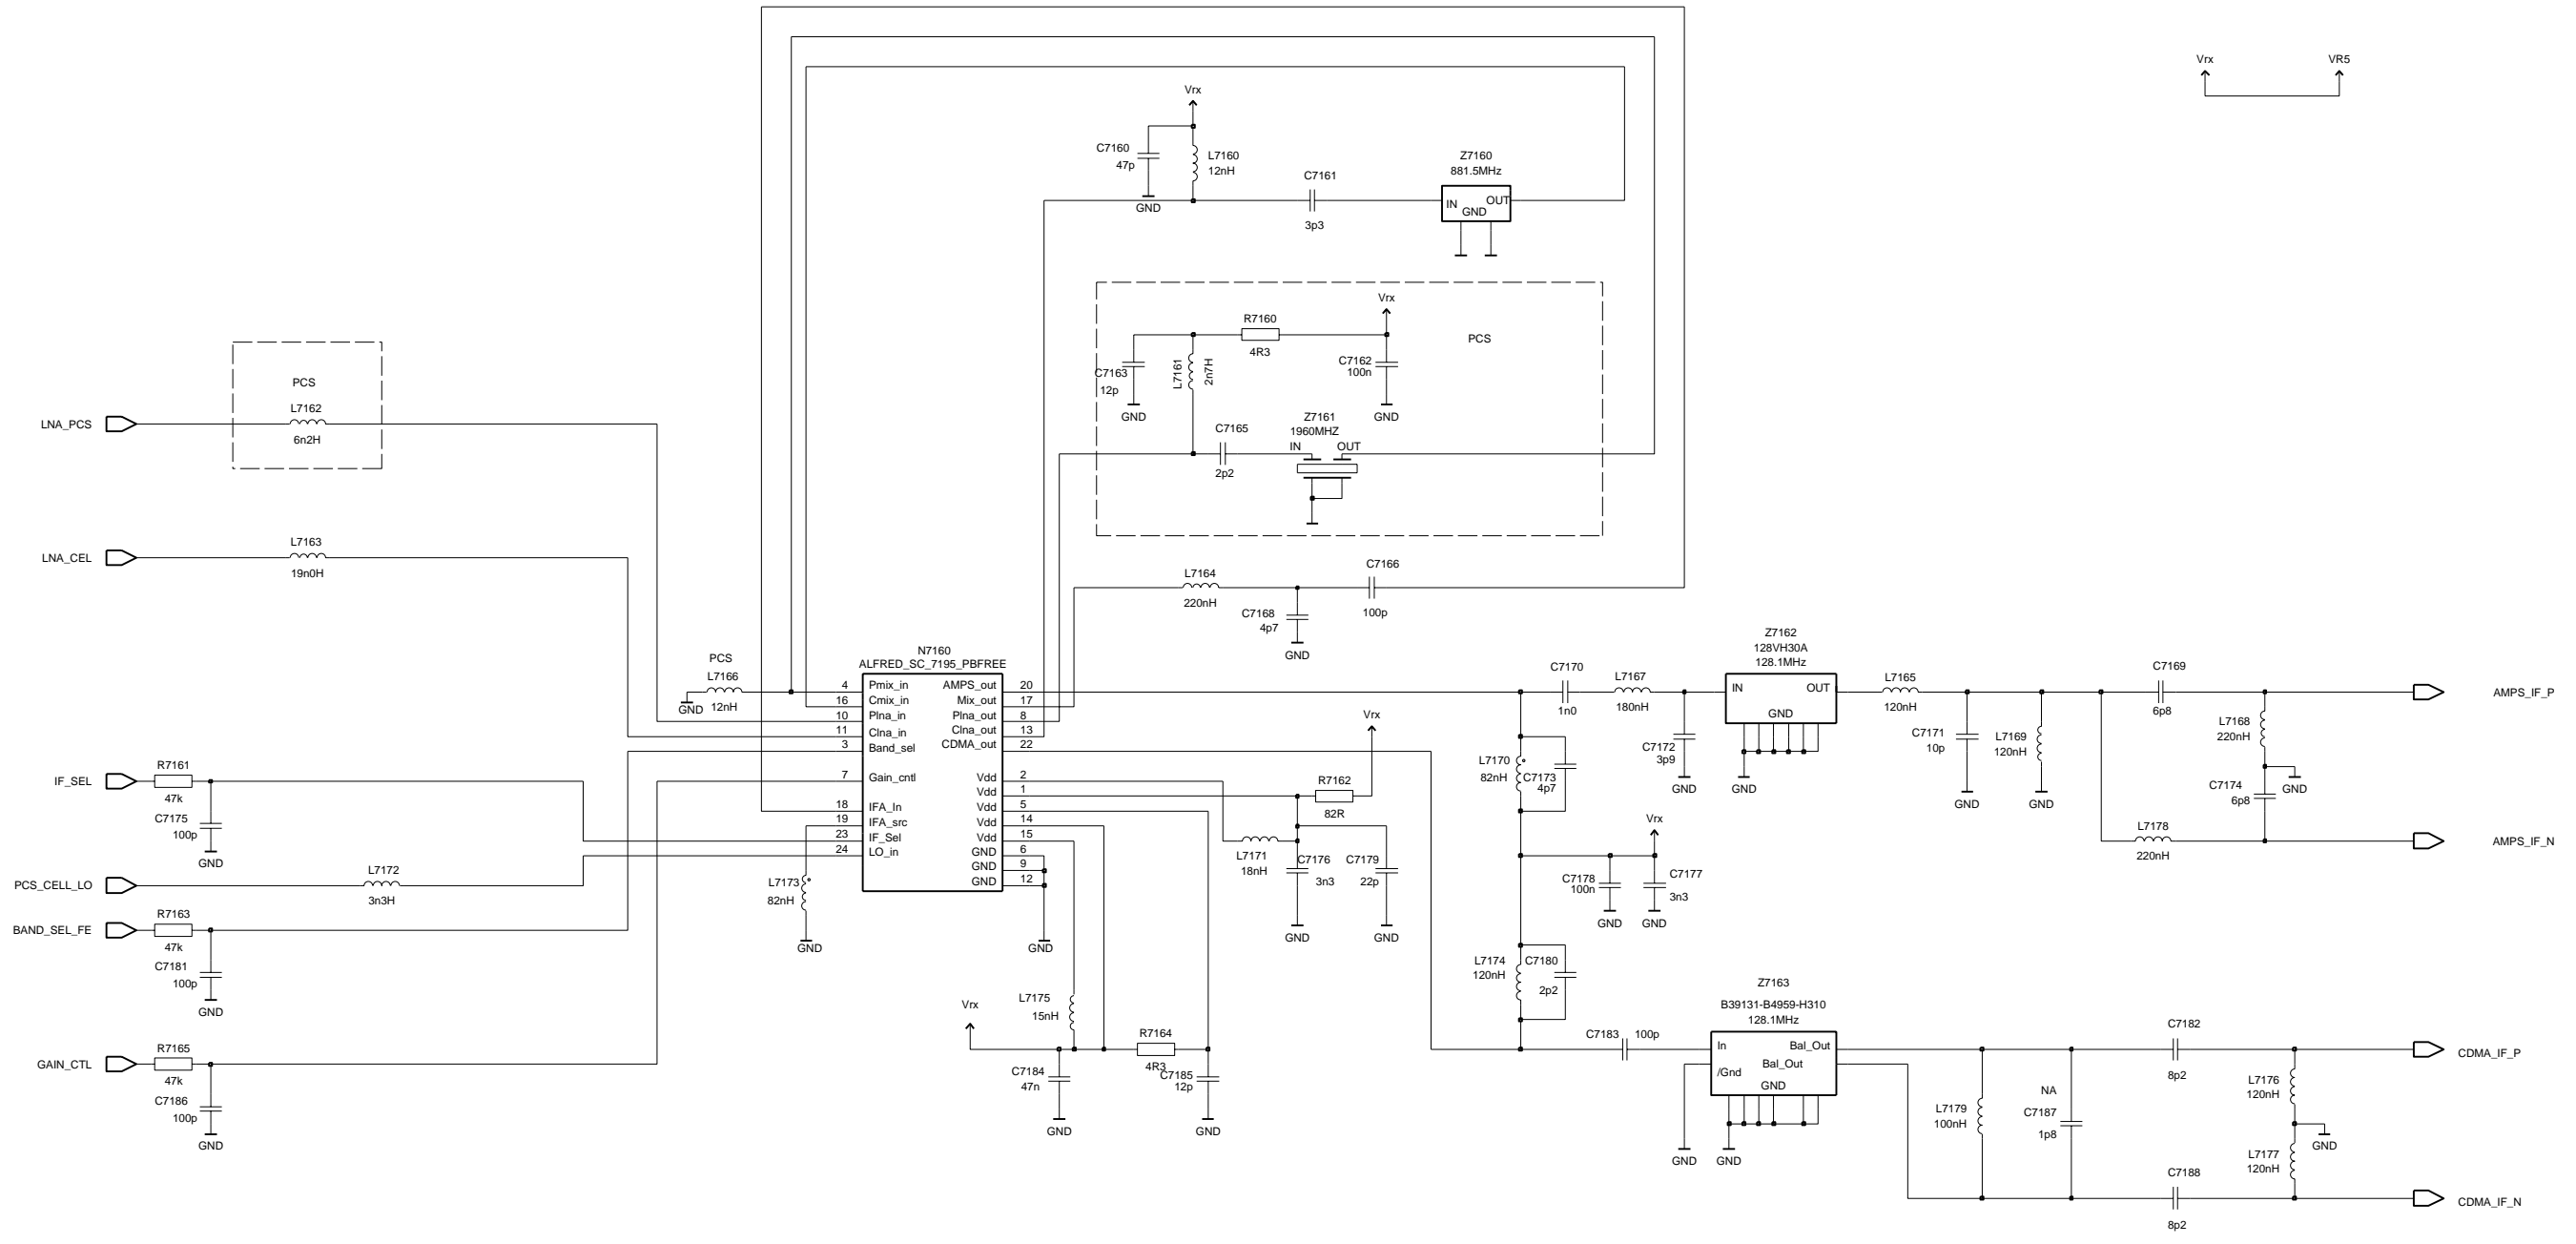 Vrx
VR5
Vrx
C7160
47p
L7160
12nH
GND
C7161
3p3
Z7160
881.5MHz
IN
OUT
GND
Vrx
PCS
R7160
4R3
C7163
12p
L7161
2n7H
C7162
100n
GND
GND
Z7161
1960MHZ
IN
OUT
C7165
2p2
PCS
L7162
6n2H
LNA_PCS
LNA_CEL
L7163
19n0H
L7164
220nH
C7166
100p
C7168
4p7
GND
N7160
ALFRED_SC_7195_PBFREE
PCS
L7166
12nH
GND
4
16
10
11
3
7
18
19
23
24
Pmix_in
Cmix_in
Plna_in
Clna_in
Band_sel
Gain_cntl
IFA_In
IFA_src
IF_Sel
LO_in
AMPS_out
Mix_out
Plna_out
Clna_out
CDMA_out
Vdd
Vdd
Vdd
Vdd
Vdd
GND
GND
GND
20
17
8
13
22
2
1
5
14
15
6
9
12
GND
Vrx
R7162
82R
L7171
18nH
C7176
3n3
C7179
22p
GND
GND
C7170
1n0
L7167
180nH
C7172
3p9
GND
Z7162
128VH30A
128.1MHz
IN
OUT
GND
GND
L7165
120nH
C7171
10p
GND
L7169
120nH
GND
C7169
6p8
L7168
220nH
GND
C7174
6p8
L7178
220nH
AMPS_IF_P
AMPS_IF_N
L7170
82nH
C7173
4p7
Vrx
C7178
100n
C7177
3n3
GND
GND
L7174
120nH
C7180
2p2
IF_SEL
R7161
47k
C7175
100p
GND
PCS_CELL_LO
L7172
3n3H
L7173
82nH
GND
BAND_SEL_FE
R7163
47k
C7181
100p
GND
GAIN_CTL
R7165
47k
C7186
100p
GND
Vrx
L7175
15nH
C7184
47n
GND
R7164
4R3
C7185
12p
GND
C7183
100p
Z7163
B39131-B4959-H310
128.1MHz
In
/Gnd
Bal_Out
Bal_Out
GND
GND
GND
L7179
100nH
NA
C7187
1p8
C7182
8p2
C7188
8p2
L7176
120nH
GND
L7177
120nH
CDMA_IF_P
CDMA_IF_N